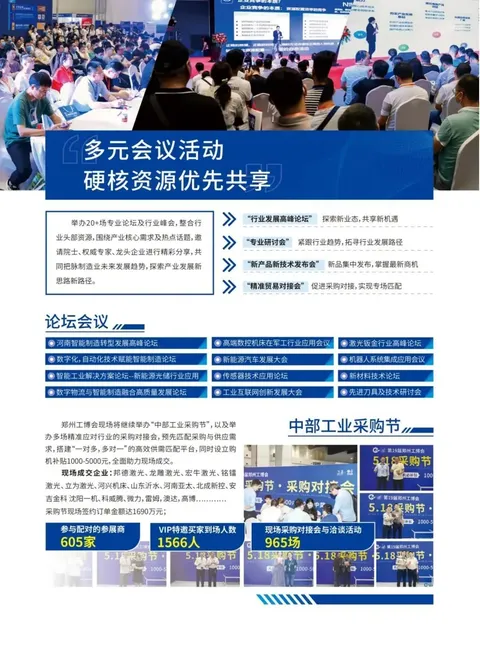 多元会议活动
硬核资源优先共享
举办20+场专业论坛及行业峰会,整合行
业头部资源,围绕产业核心需求及热点话题,邀
请院士、权威专家、龙头企业进行精彩分享,共
同把脉制造业未来发展趋势,探索产业发展新
思路新路径。
“行业发展高峰论坛” 探索新业态,共享新机遇
“专业研讨会” 紧跟行业趋势,拓寻行业发展路径
“新产品新技术发布会” 新品集中发布,掌握最新商机
“精准贸易对接会” 促进采购对接,实现专场匹配
论坛会议
河南智能制造转型发展高峰论坛
高端数控机床在军工行业应用会议
激光钣金行业高峰论坛
数字化,自动化技术赋能智能制造论坛
新能源汽车发展大会
机器人系统集成应用会议
智能工业解决方案论坛--新能源光储行业应用
传感器技术应用论坛
新材料技术论坛
数字物流与智能制造融合高质量发展论坛
工业互联网创新发展大会
先进刀具及技术研讨会
郑州工博会现场将继续举办“中部工业采购节”,以及举
办多场精准应对行业的采购对接会,预先匹配采购与供应需
求,搭建“一对多,多对一”的高效供需匹配平台,同时设立购
机补贴1000-5000元,全面助力现场成交。
现场成交企业:邦德激光、龙雕激光、宏牛激光、铭镭
激光、立为激光、河兴机床、山东沂水、河南亚太、北成新控、安
吉金科 沈阳一机、科威腾、微力、雷姆、澳达、高博…………
采购节现场签约订单金额达1690万元;
中部工业采购节
采购对接会
5.18采购节
参与配对的参展商
605家
VIP特邀买家到场人数
1566人
现场采购对接会与洽谈活动
965场